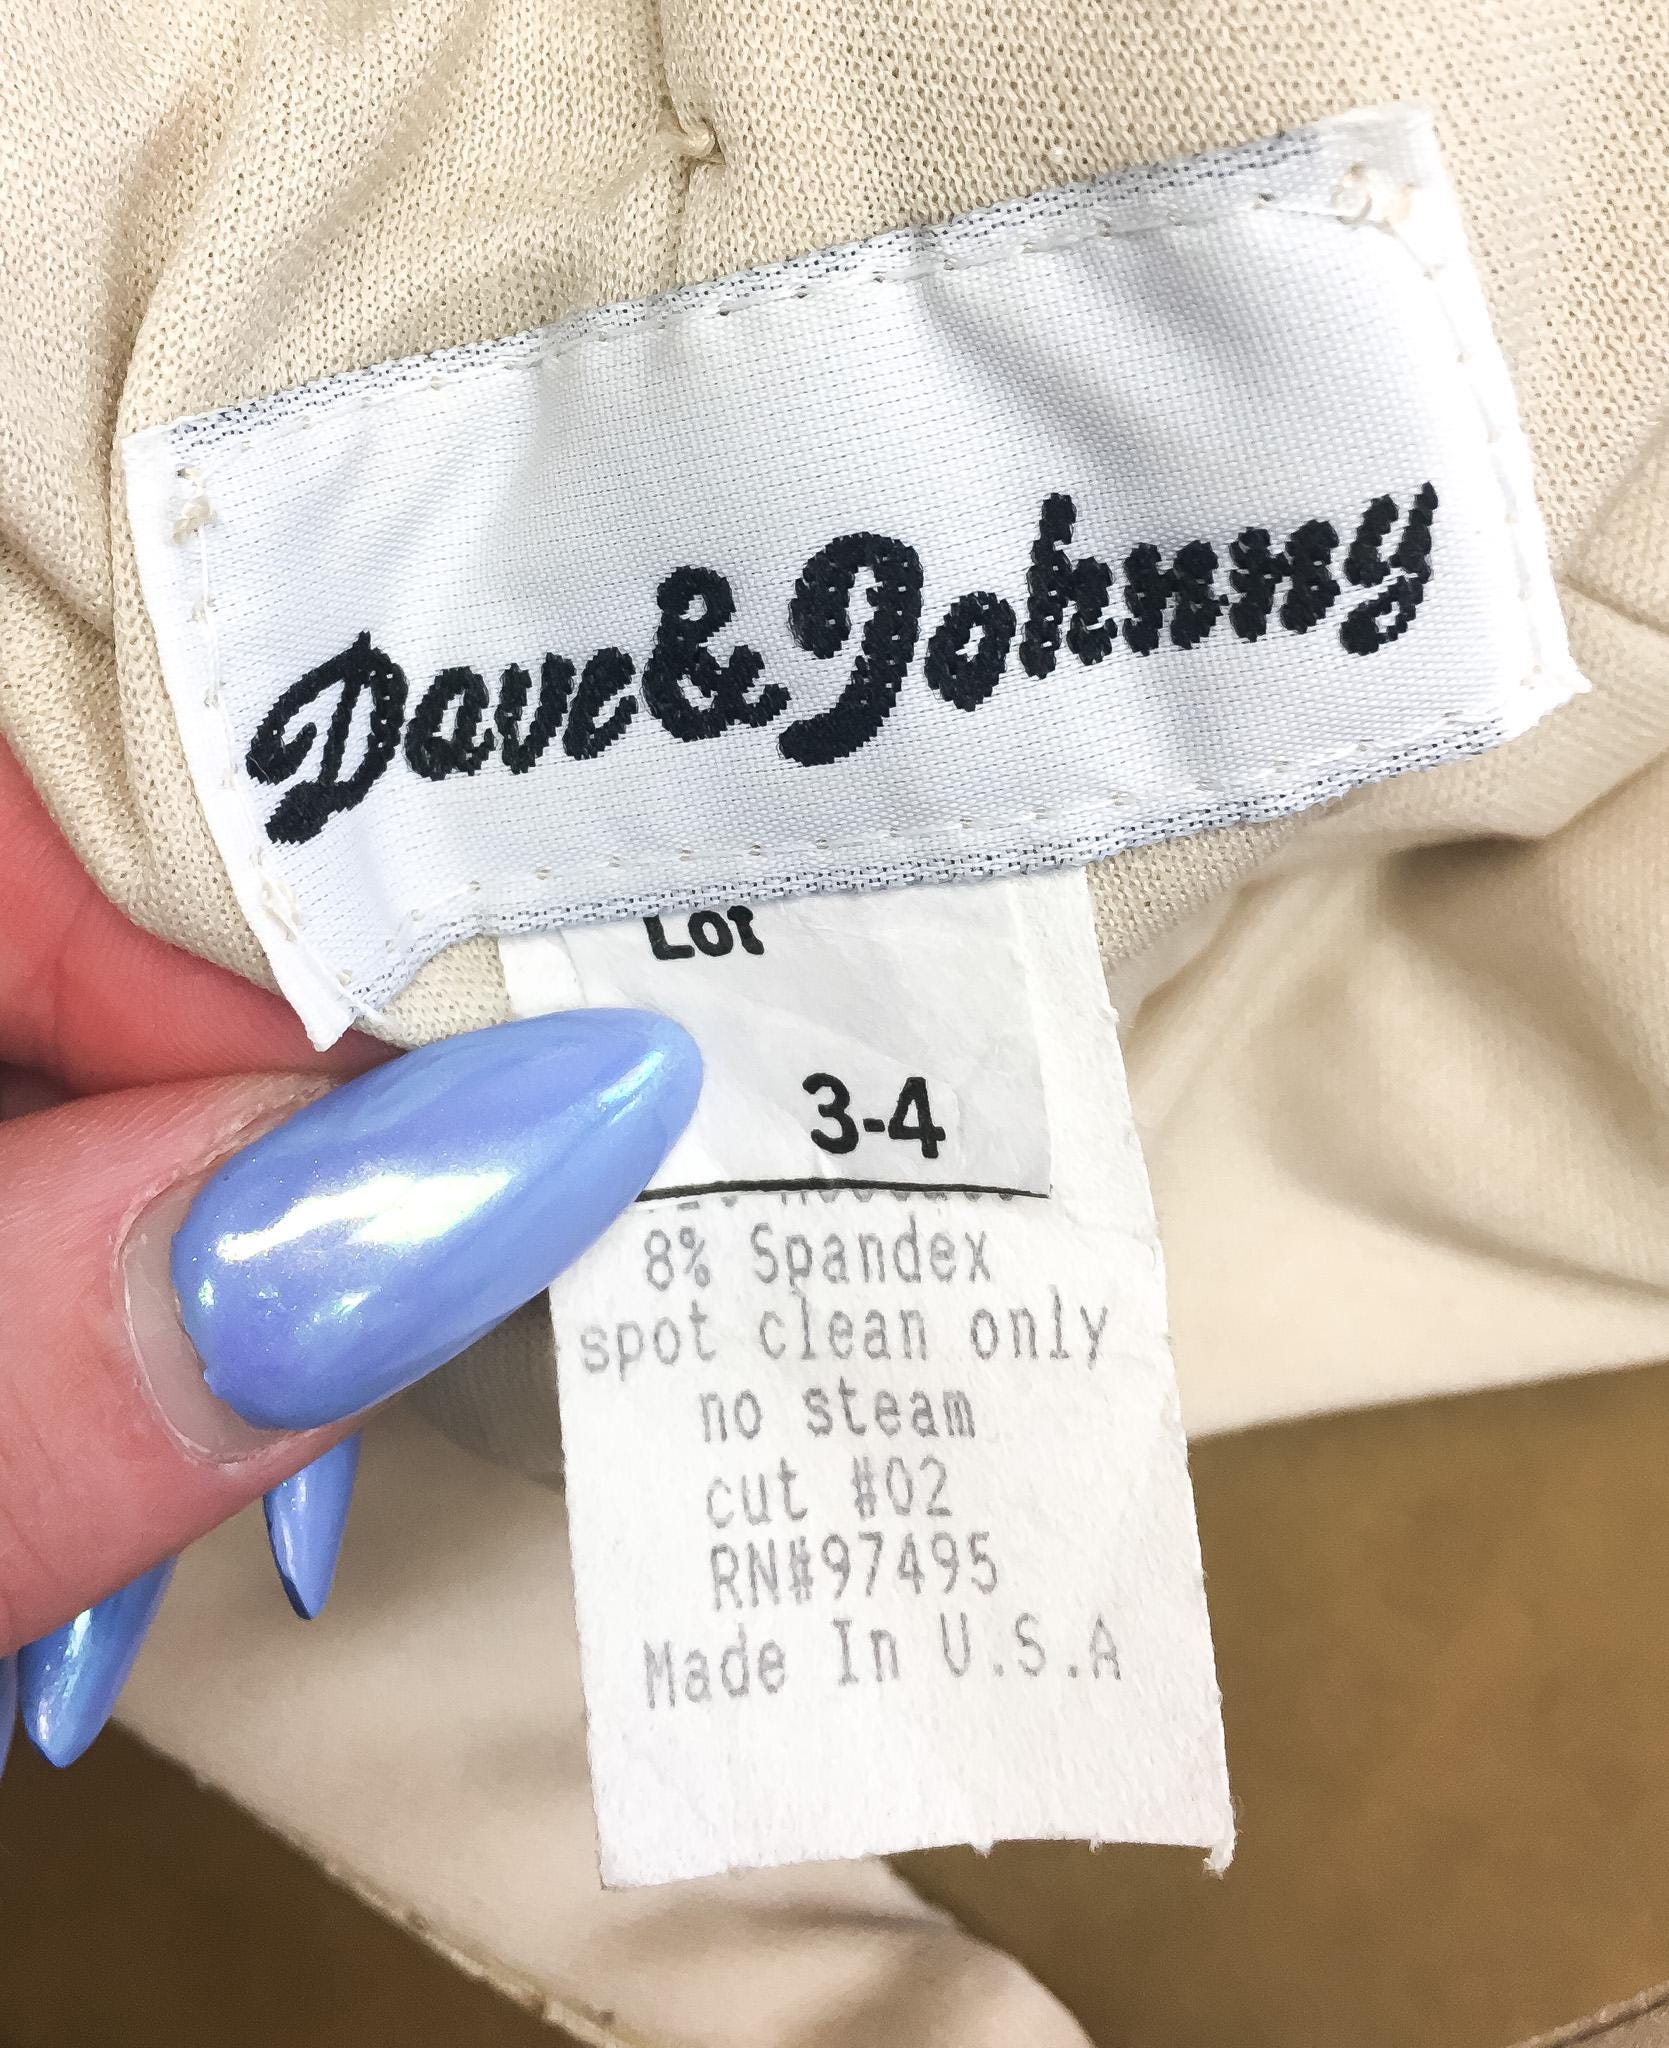 Dave & Johnny
Lot
3-4
8% Spandex
spot clean only
no steam
cut #02
RN#97495
Made In U.S.A